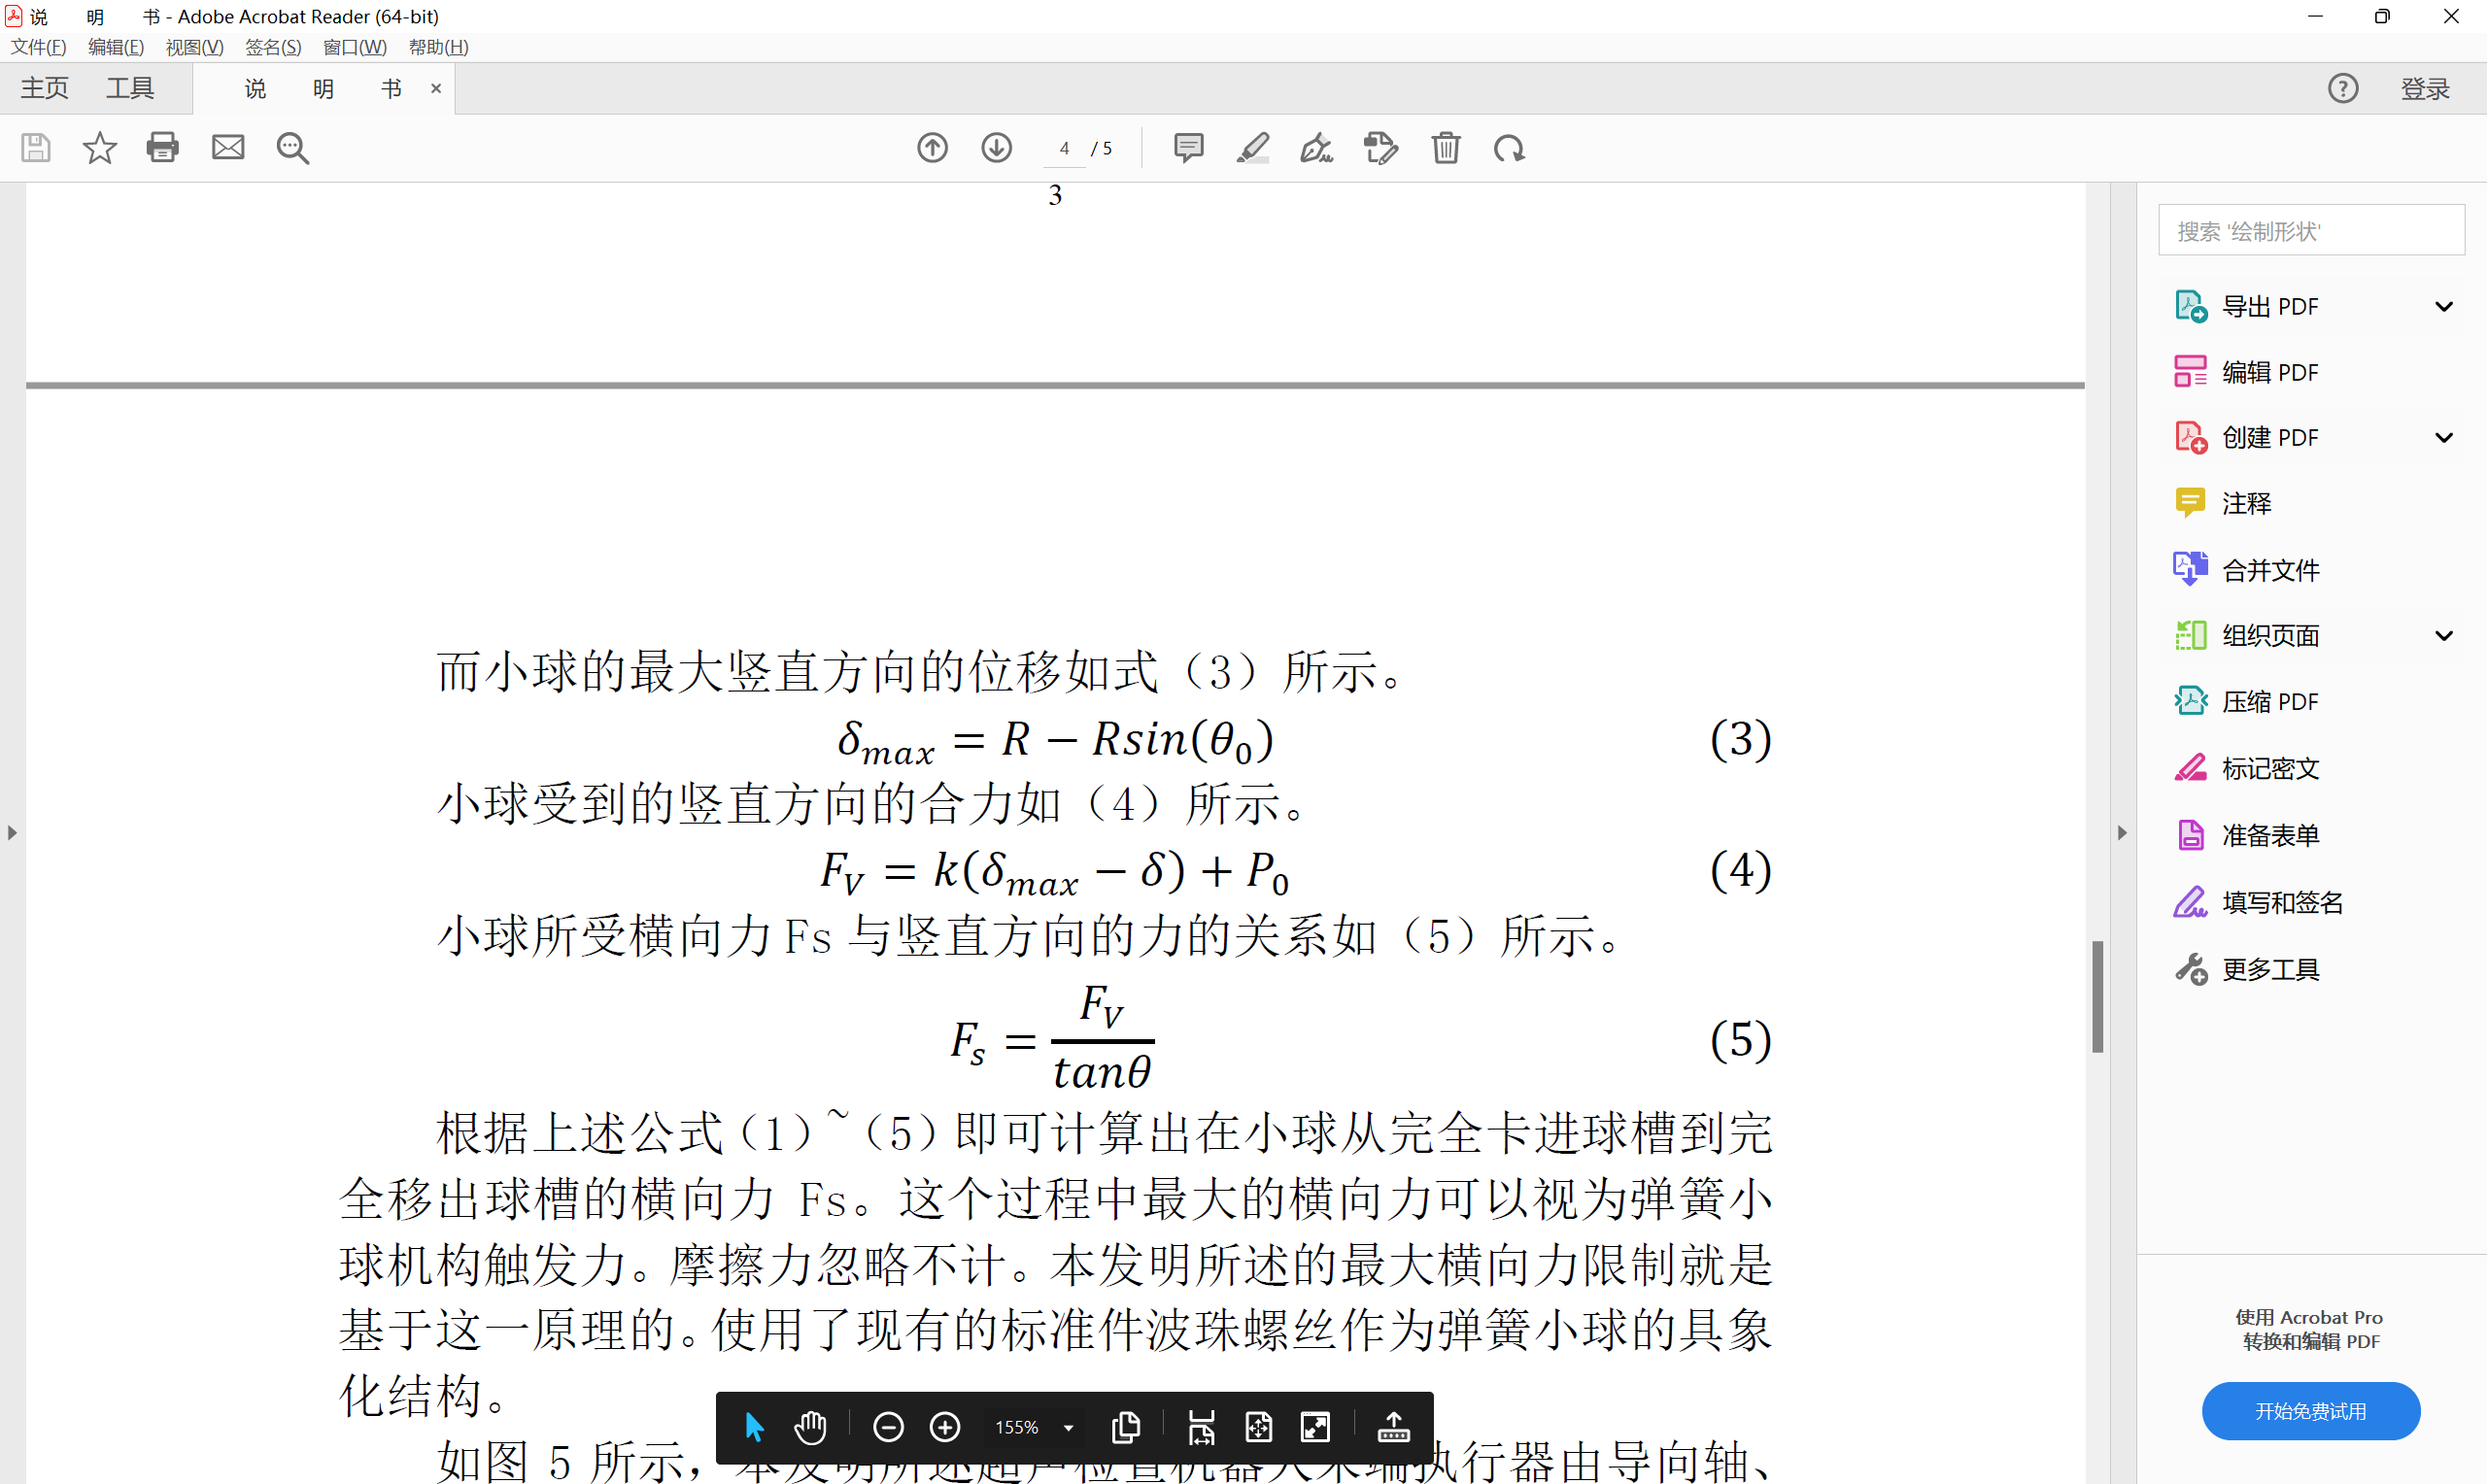 说 明 书 - Adobe Acrobat Reader (64-bit)
文件(F) 编辑(E) 视图(V) 签名(S) 窗口(W) 帮助(H)
主页 工具 说 明 书 × 登录
4 / 5
3
而小球的最大竖直方向的位移如式（3）所示。
δmax = R − Rsin(θ0) (3)
小球受到的竖直方向的合力如（4）所示。
FV = k(δmax − δ) + P0 (4)
小球所受横向力 Fs 与竖直方向的力的关系如（5）所示。
Fs = FV / tanθ (5)
根据上述公式（1）~（5）即可计算出在小球从完全卡进球槽到完
全移出球槽的横向力 Fs。这个过程中最大的横向力可以视为弹簧小
球机构触发力。摩擦力忽略不计。本发明所述的最大横向力限制就是
基于这一原理的。使用了现有的标准件波珠螺丝作为弹簧小球的具象
化结构。
如图 5 所示，本发明所述超声检查机器人末端执行器由导向轴、
155%
搜索 '绘制形状'
导出 PDF
编辑 PDF
创建 PDF
注释
合并文件
组织页面
压缩 PDF
标记密文
准备表单
填写和签名
更多工具
使用 Acrobat Pro
转换和编辑 PDF
开始免费试用